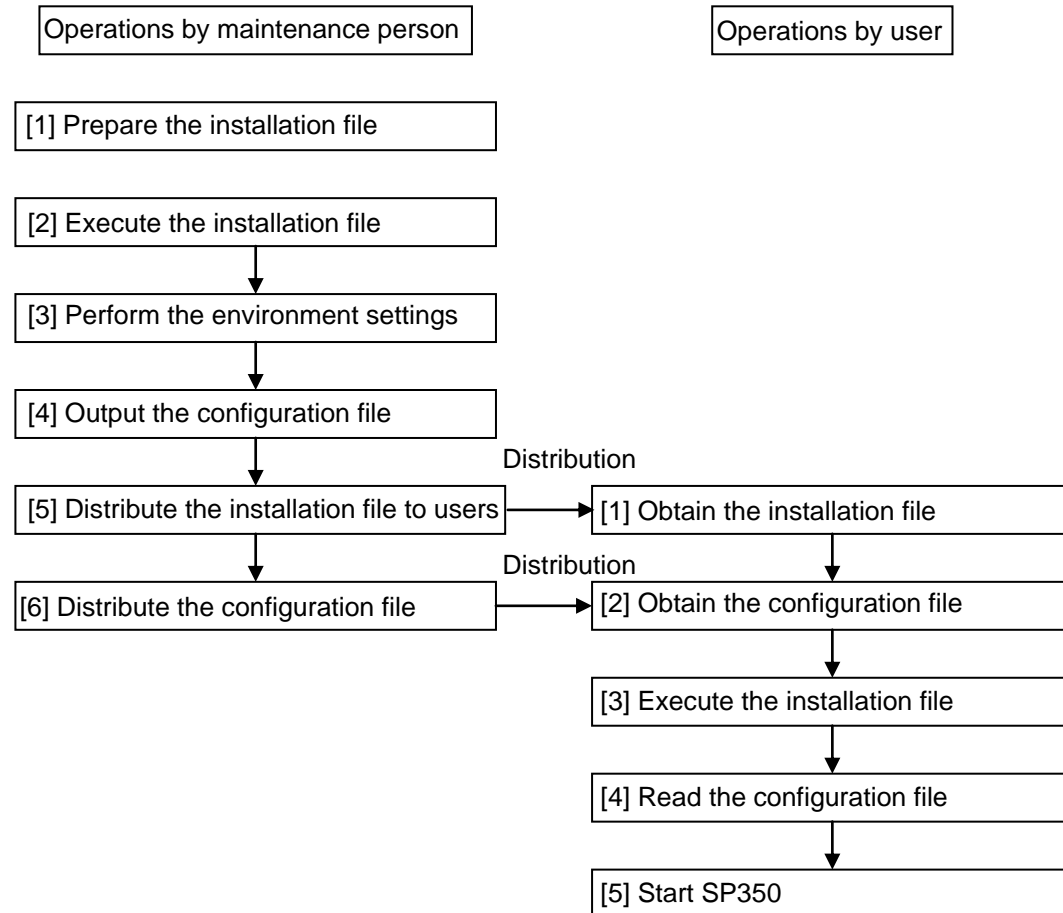 Operations by maintenance person
Operations by user
[1] Prepare the installation file
[2] Execute the installation file
[3] Perform the environment settings
[4] Output the configuration file
Distribution
[5] Distribute the installation file to users
[1] Obtain the installation file
Distribution
[6] Distribute the configuration file
[2] Obtain the configuration file
[3] Execute the installation file
[4] Read the configuration file
[5] Start SP350